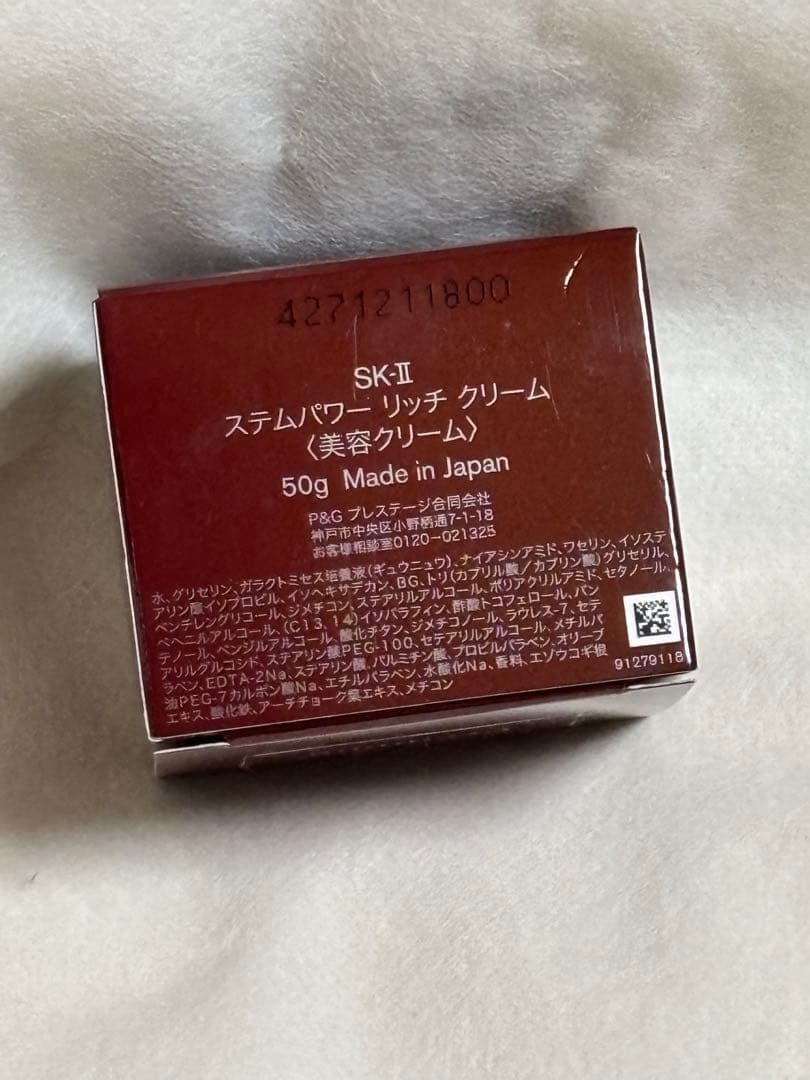 4271211800
SK-II
ステムパワー リッチ クリーム
〈美容クリーム〉
50g Made in Japan
P&G プレステージ合同会社
神戸市中央区小野柄通7-1-18
お客様相談室0120-021325
水、グリセリン、ガラクトミセス培養液(ギュウニュウ)、ナイアシンアミド、ワセリン、イソステ
アリン酸イソプロピル、イソヘキサデカン、BG、トリ(カプリル酸/カプリン酸)グリセリル、
ペンチレングリコール、ジメチコン、ステアリルアルコール、ポリアクリルアミド、セタノール、
ベヘニルアルコール、(C13, 14)イソパラフィン、酢酸トコフェロール、パン
テノール、ベンジルアルコール、酸化チタン、ジメチコノール、ラウレス-7、セテ
アリルグルコシド、ステアリン酸PEG-100、セテアリルアルコール、メチルパ
ラベン、EDTA-2Na、ステアリン酸、パルミチン酸、プロピルパラベン、オリーブ
油PEG-7カルボン酸Na、エチルパラベン、水酸化Na、香料、エゾウコギ根
エキス、酸化鉄、アーチチョーク葉エキス、メチコン
91279118